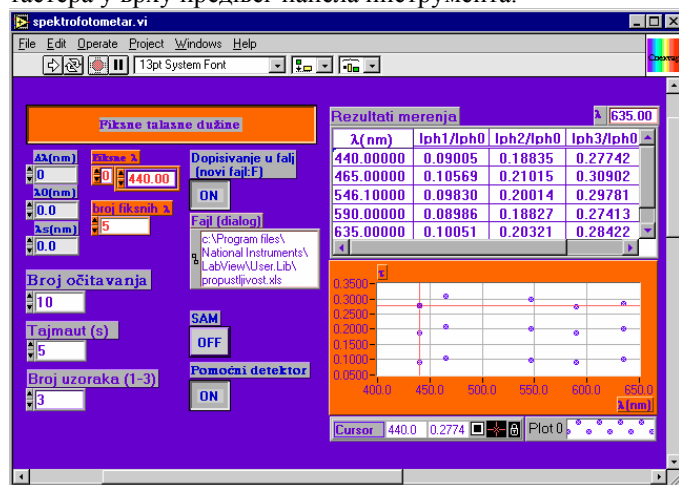 тастера у врху предњег панела инструмента.
spektrofotometar.vi
File Edit Operate Project Windows Help
13pt System Font
Fiksne talasne dužine
Δλ(nm)
0
λ0(nm)
0.0
λs(nm)
0.0
Fiksne λ
0 440.00
broj fiksnih λ
5
Dopisivanje u falj
(novi fajl:F)
ON
Fajl (dialog)
c:\Program files\
National Instruments\
LabView\User.Lib\
propustljivost.xls
Broj očitavanja
10
Tajmaut (s)
5
Broj uzoraka (1-3)
3
SAM
OFF
Pomoćni detektor
ON
Rezultati merenja
λ 635.00
λ(nm) Iph1/Iph0 Iph2/Iph0 Iph3/Iph0
440.00000 0.09005 0.18835 0.27742
465.00000 0.10569 0.21015 0.30902
546.10000 0.09830 0.20014 0.29781
590.00000 0.08986 0.18827 0.27413
635.00000 0.10051 0.20321 0.28422
τ
0.3500
0.3000
0.2500
0.2000
0.1500
0.1000
0.0500
400.0 450.0 500.0 550.0 600.0 650.0
λ(nm)
Cursor 440.0 0.2774 Plot 0